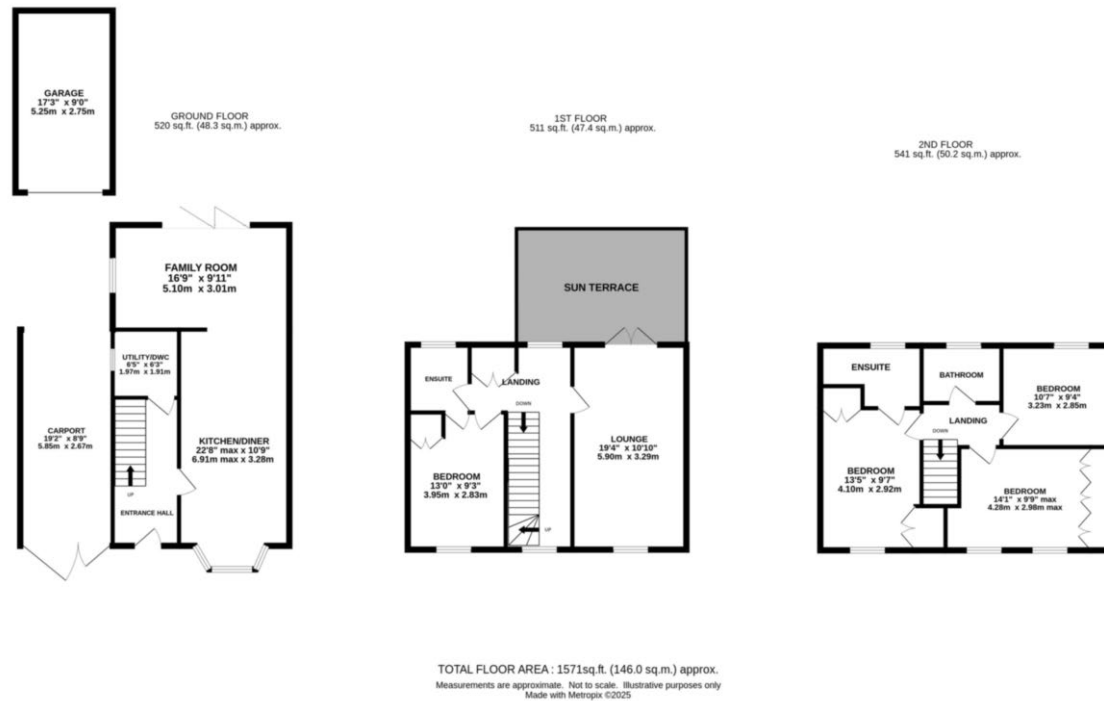 GARAGE
17'3" x 9'0"
5.25m x 2.75m
GROUND FLOOR
520 sq.ft. (48.3 sq.m.) approx.
FAMILY ROOM
16'9" x 9'11"
5.10m x 3.01m
UTILITY/DWC
6'5" x 6'3"
1.97m x 1.91m
CARPORT
19'2" x 8'9"
5.85m x 2.67m
KITCHEN/DINER
22'8" max x 10'9"
6.91m max x 3.28m
UP
ENTRANCE HALL
1ST FLOOR
511 sq.ft. (47.4 sq.m.) approx.
SUN TERRACE
ENSUITE
LANDING
DOWN
LOUNGE
19'4" x 10'10"
5.90m x 3.29m
BEDROOM
13'0" x 9'3"
3.95m x 2.83m
UP
2ND FLOOR
541 sq.ft. (50.2 sq.m.) approx.
ENSUITE
BATHROOM
BEDROOM
10'7" x 9'4"
3.23m x 2.85m
LANDING
DOWN
BEDROOM
13'5" x 9'7"
4.10m x 2.92m
BEDROOM
14'1" x 9'9" max
4.28m x 2.98m max
TOTAL FLOOR AREA : 1571sq.ft. (146.0 sq.m.) approx.
Measurements are approximate. Not to scale. Illustrative purposes only
Made with Metropix ©2025